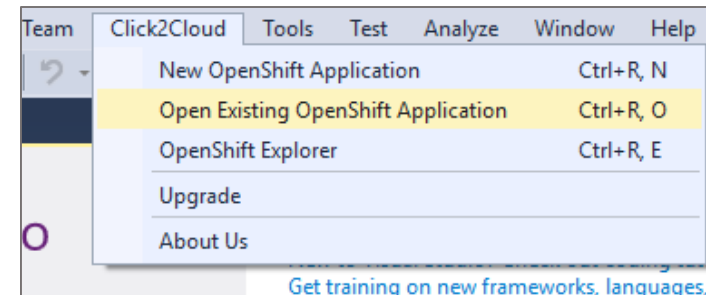 Team Click2Cloud Tools Test Analyze Window Help
New OpenShift Application Ctrl+R, N
Open Existing OpenShift Application Ctrl+R, O
OpenShift Explorer Ctrl+R, E
Upgrade
About Us
Get training on new frameworks, languages,